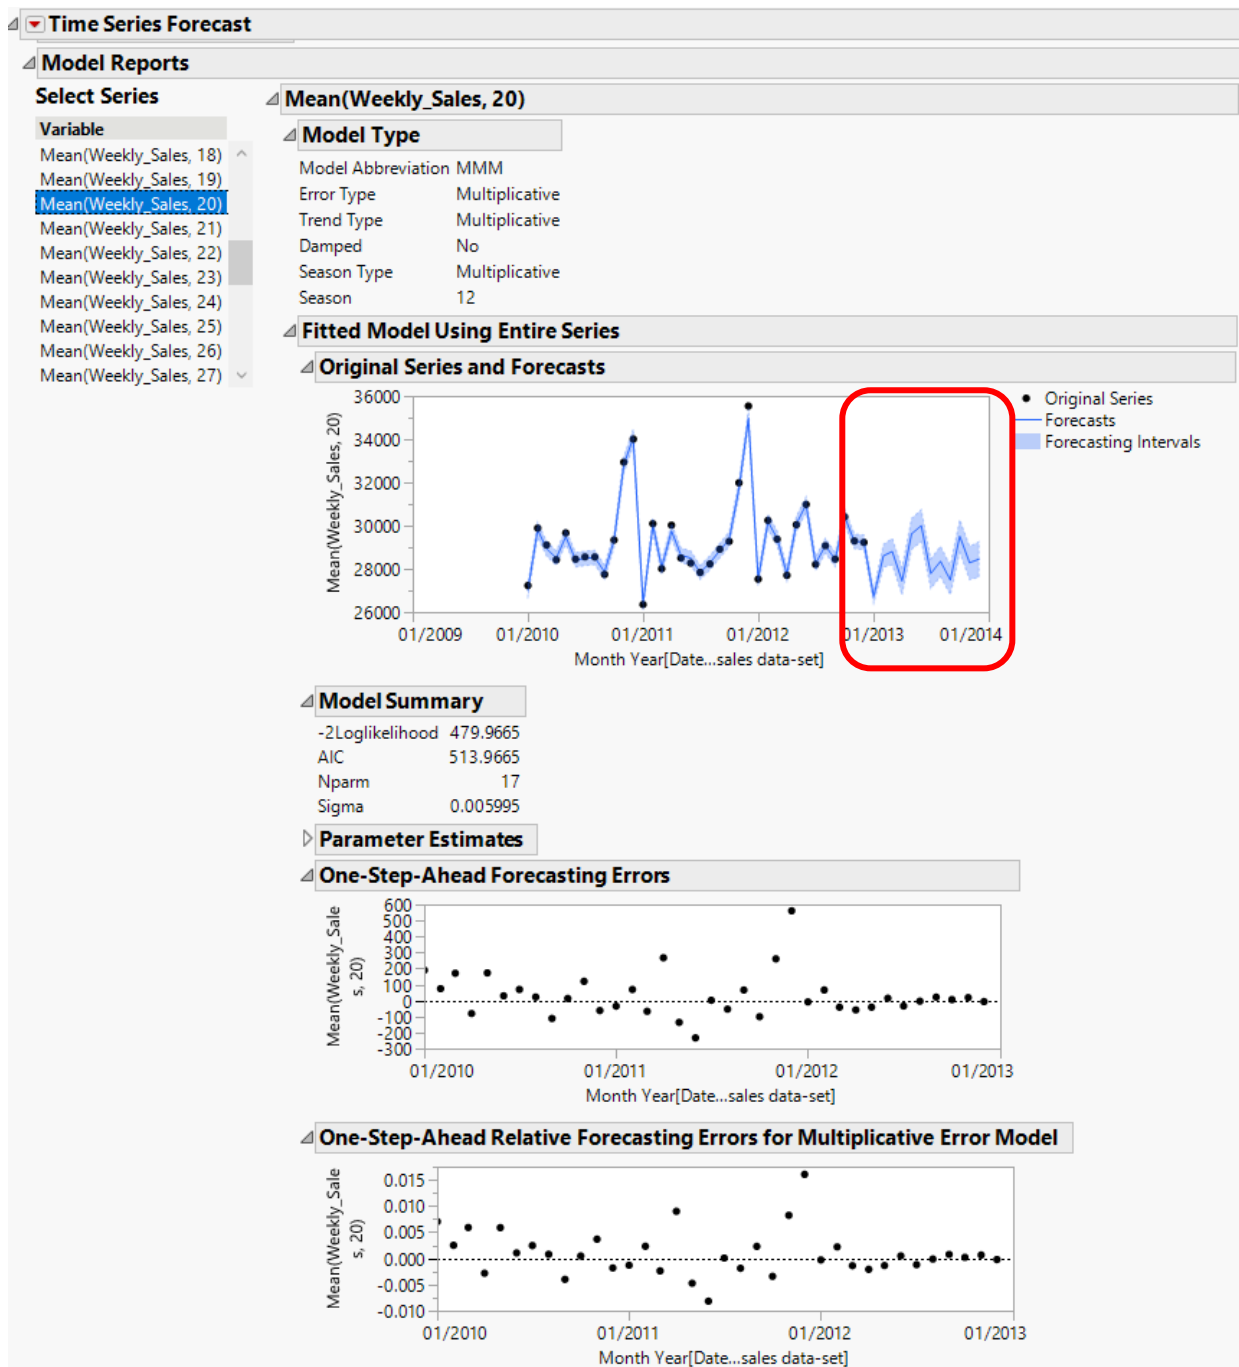 Time Series Forecast
Model Reports
Select Series
Variable
Mean(Weekly_Sales, 18)
Mean(Weekly_Sales, 19)
Mean(Weekly_Sales, 20)
Mean(Weekly_Sales, 21)
Mean(Weekly_Sales, 22)
Mean(Weekly_Sales, 23)
Mean(Weekly_Sales, 24)
Mean(Weekly_Sales, 25)
Mean(Weekly_Sales, 26)
Mean(Weekly_Sales, 27)
Mean(Weekly_Sales, 20)
Model Type
Model Abbreviation MMM
Error Type Multiplicative
Trend Type Multiplicative
Damped No
Season Type Multiplicative
Season 12
Fitted Model Using Entire Series
Original Series and Forecasts
Mean(Weekly_Sales, 20)
36000
34000
32000
30000
28000
26000
01/2009 01/2010 01/2011 01/2012 01/2013 01/2014
Month Year[Date...sales data-set]
Original Series
Forecasts
Forecasting Intervals
Model Summary
-2Loglikelihood 479.9665
AIC 513.9665
Nparm 17
Sigma 0.005995
Parameter Estimates
One-Step-Ahead Forecasting Errors
Mean(Weekly_Sale
s, 20)
600
500
400
300
200
100
0
-100
-200
-300
01/2010 01/2011 01/2012 01/2013
Month Year[Date...sales data-set]
One-Step-Ahead Relative Forecasting Errors for Multiplicative Error Model
Mean(Weekly_Sale
s, 20)
0.015
0.010
0.005
0.000
-0.005
-0.010
01/2010 01/2011 01/2012 01/2013
Month Year[Date...sales data-set]